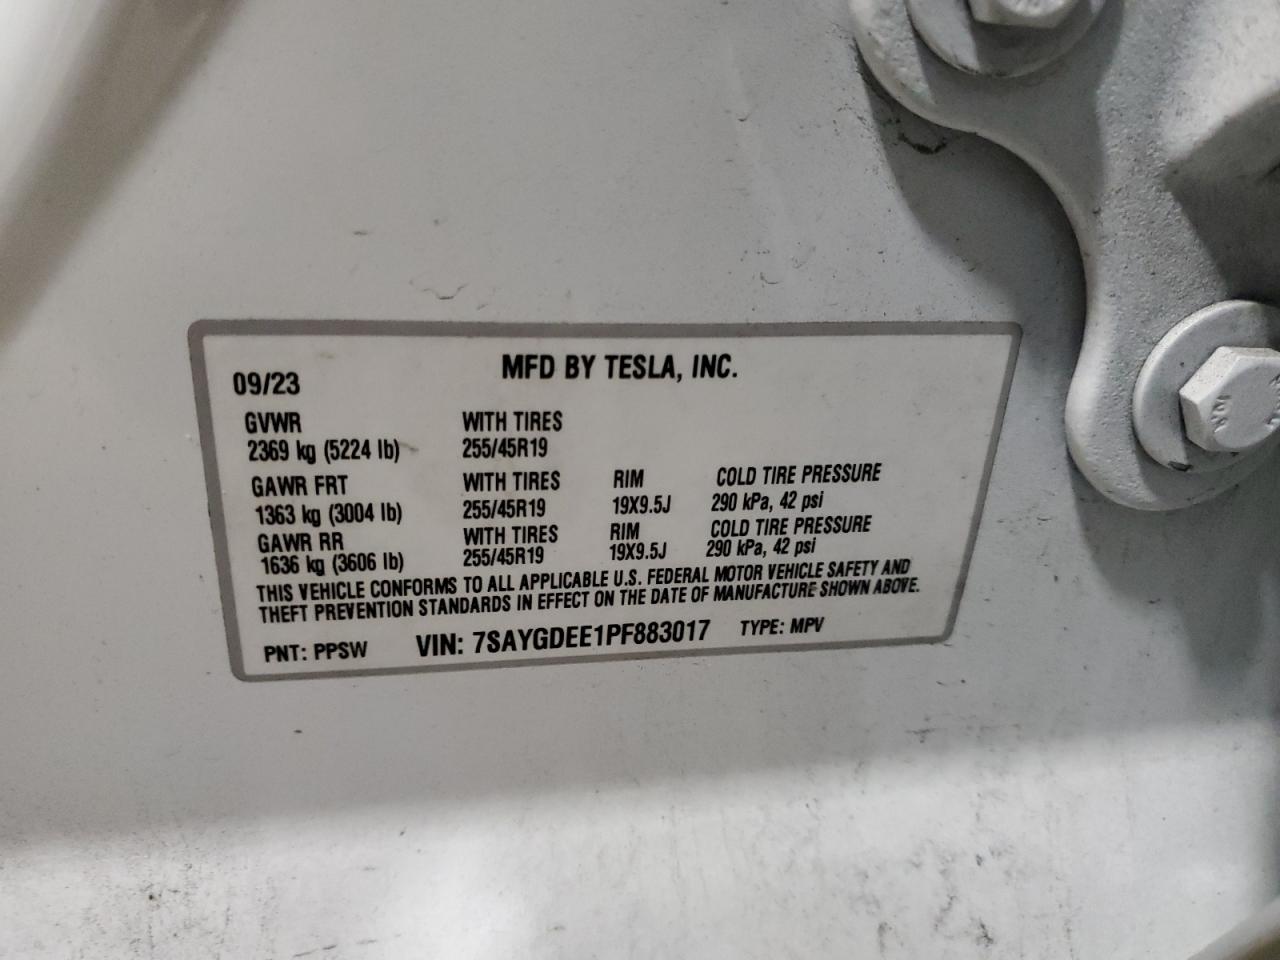 MFD BY TESLA, INC.
09/23
GVWR WITH TIRES
2369 kg (5224 lb) 255/45R19
GAWR FRT WITH TIRES RIM COLD TIRE PRESSURE
1363 kg (3004 lb) 255/45R19 19X9.5J 290 kPa, 42 psi
GAWR RR WITH TIRES RIM COLD TIRE PRESSURE
1636 kg (3606 lb) 255/45R19 19X9.5J 290 kPa, 42 psi
THIS VEHICLE CONFORMS TO ALL APPLICABLE U.S. FEDERAL MOTOR VEHICLE SAFETY AND
THEFT PREVENTION STANDARDS IN EFFECT ON THE DATE OF MANUFACTURE SHOWN ABOVE.
PNT: PPSW VIN: 7SAYGDEE1PF883017 TYPE: MPV